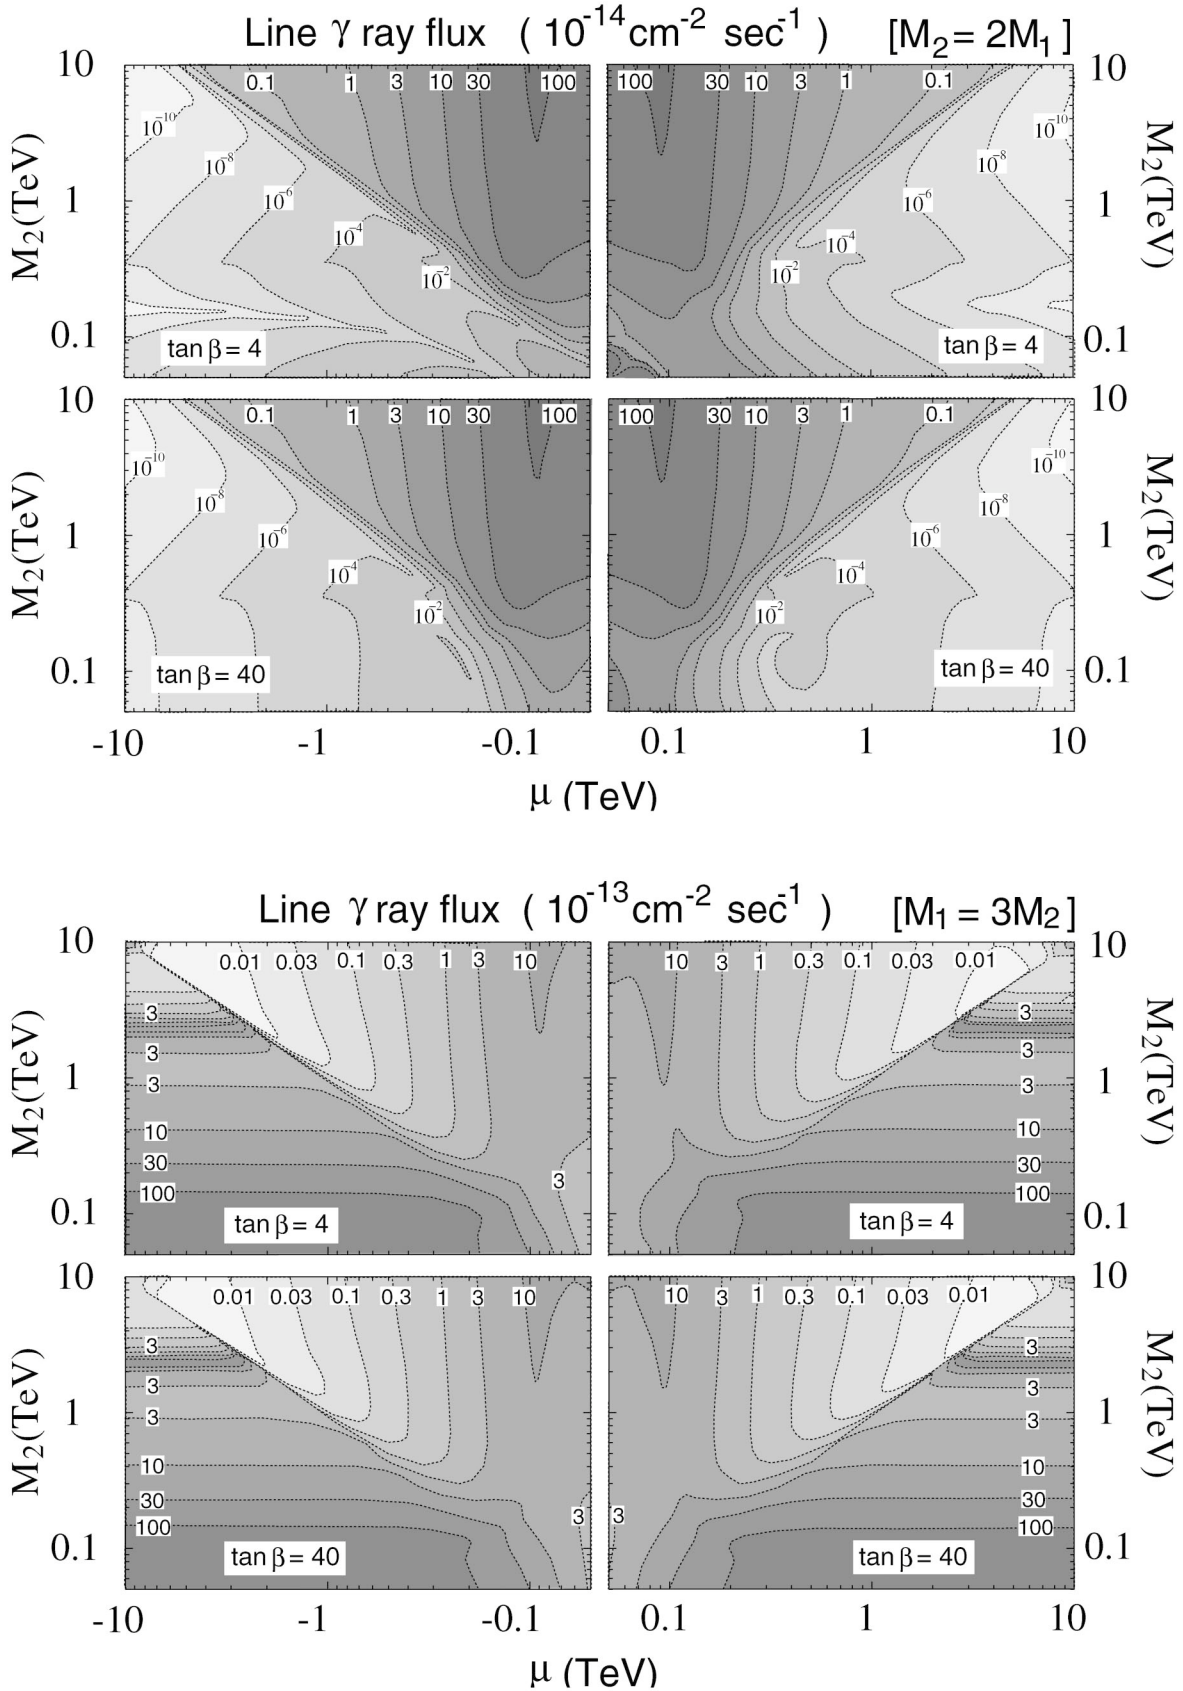 Line γ ray flux ( 10⁻¹⁴cm⁻² sec⁻¹ ) [M₂ = 2M₁]
10 0.1 1 3 10 30 100 100 30 10 3 1 0.1 10
10⁻¹⁰ 10⁻¹⁰
10⁻⁸ 10⁻⁸
1 10⁻⁶ 10⁻⁶ 1
10⁻⁴ 10⁻⁴
10⁻² 10⁻²
M₂(TeV) M₂(TeV)
0.1 tan β = 4 tan β = 4 0.1
10 0.1 1 3 10 30 100 100 30 10 3 1 0.1 10
10⁻¹⁰ 10⁻¹⁰
10⁻⁸ 10⁻⁸
1 10⁻⁶ 10⁻⁶ 1
10⁻⁴ 10⁻⁴
10⁻² 10⁻²
M₂(TeV) M₂(TeV)
0.1 tan β = 40 tan β = 40 0.1
-10 -1 -0.1 0.1 1 10
μ (TeV)
Line γ ray flux ( 10⁻¹³cm⁻² sec⁻¹ ) [M₁ = 3M₂]
10 0.01 0.03 0.1 0.3 1 3 10 10 3 1 0.3 0.1 0.03 0.01 10
3 3
3 3
1 3 3 1
10 10
30 3 30
100 100
M₂(TeV) M₂(TeV)
0.1 tan β = 4 tan β = 4 0.1
10 0.01 0.03 0.1 0.3 1 3 10 10 3 1 0.3 0.1 0.03 0.01 10
3 3
3 3
1 3 3 1
10 10
30 30
100 3 3 100
M₂(TeV) M₂(TeV)
0.1 tan β = 40 tan β = 40 0.1
-10 -1 -0.1 0.1 1 10
μ (TeV)